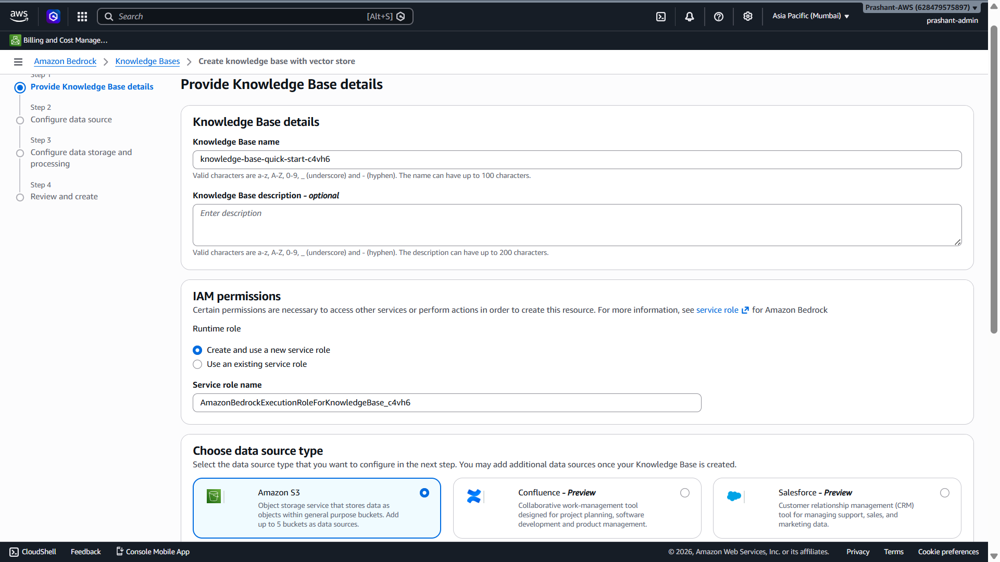 aws
Search
[Alt+S]
Asia Pacific (Mumbai)
Prashant-AWS (628479575897)
prashant-admin
Billing and Cost Manage...
Amazon Bedrock
Knowledge Bases
Create knowledge base with vector store
Step 1
Provide Knowledge Base details
Step 2
Configure data source
Step 3
Configure data storage and
processing
Step 4
Review and create
Provide Knowledge Base details
Knowledge Base details
Knowledge Base name
knowledge-base-quick-start-c4vh6
Valid characters are a-z, A-Z, 0-9, _ (underscore) and - (hyphen). The name can have up to 100 characters.
Knowledge Base description - optional
Enter description
Valid characters are a-z, A-Z, 0-9, _ (underscore) and - (hyphen). The description can have up to 200 characters.
IAM permissions
Certain permissions are necessary to access other services or perform actions in order to create this resource. For more information, see service role for Amazon Bedrock
Runtime role
Create and use a new service role
Use an existing service role
Service role name
AmazonBedrockExecutionRoleForKnowledgeBase_c4vh6
Choose data source type
Select the data source type that you want to configure in the next step. You may add additional data sources once your Knowledge Base is created.
Amazon S3
Object storage service that stores data as
objects within general purpose buckets. Add
up to 5 buckets as data sources.
Confluence - Preview
Collaborative work-management tool
designed for project planning, software
development and product management.
Salesforce - Preview
Customer relationship management (CRM)
tool for managing support, sales, and
marketing data.
CloudShell
Feedback
Console Mobile App
© 2026, Amazon Web Services, Inc. or its affiliates.
Privacy
Terms
Cookie preferences